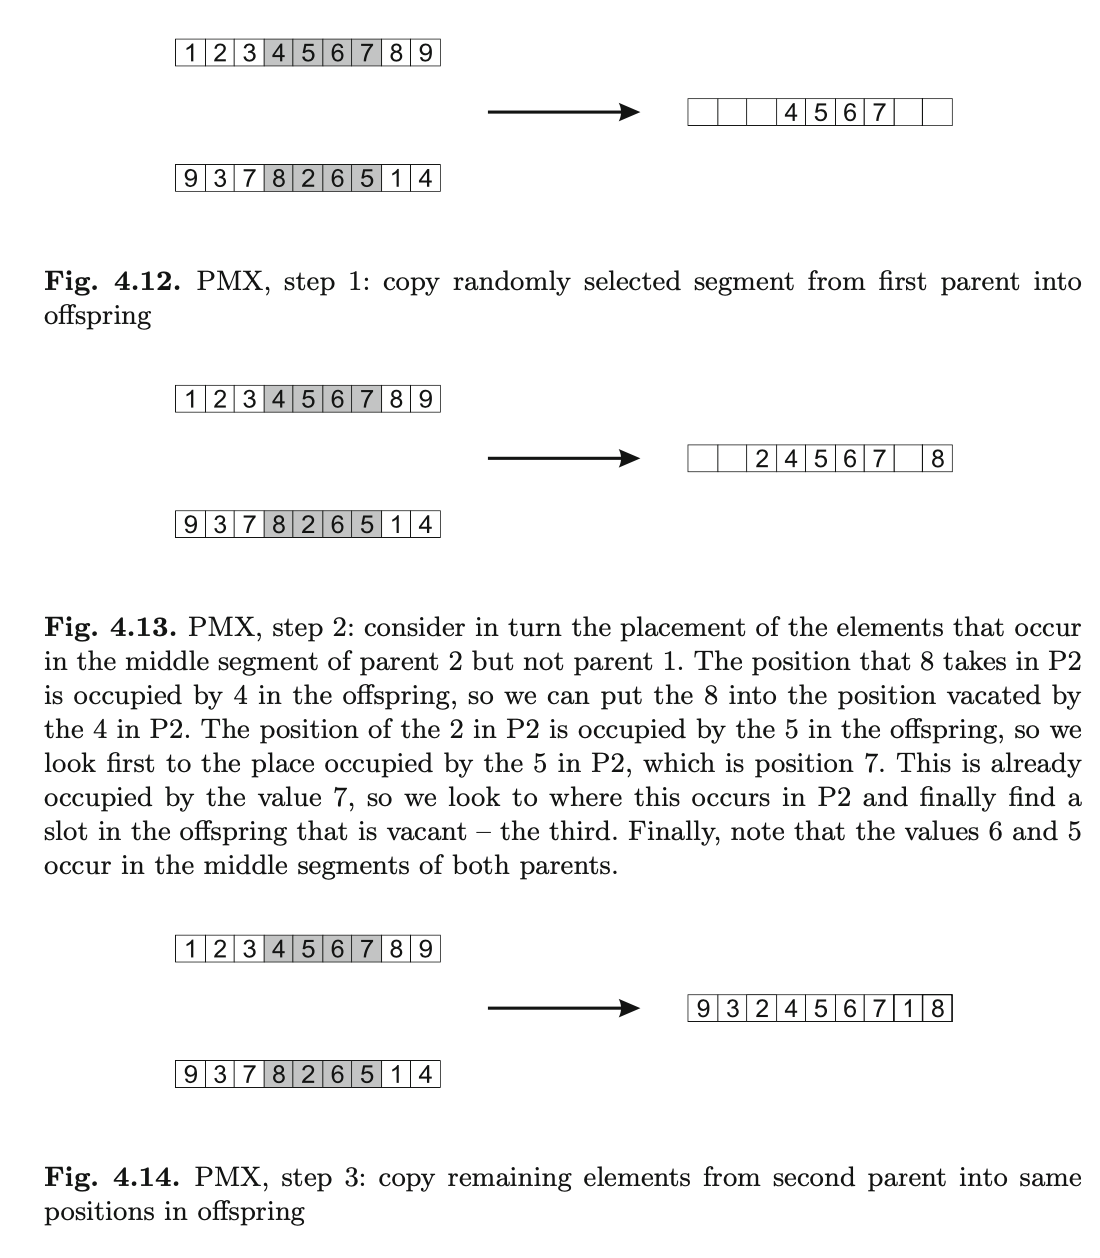 1 2 3 4 5 6 7 8 9
4 5 6 7
9 3 7 8 2 6 5 1 4
Fig. 4.12. PMX, step 1: copy randomly selected segment from first parent into
offspring
1 2 3 4 5 6 7 8 9
2 4 5 6 7 8
9 3 7 8 2 6 5 1 4
Fig. 4.13. PMX, step 2: consider in turn the placement of the elements that occur
in the middle segment of parent 2 but not parent 1. The position that 8 takes in P2
is occupied by 4 in the offspring, so we can put the 8 into the position vacated by
the 4 in P2. The position of the 2 in P2 is occupied by the 5 in the offspring, so we
look first to the place occupied by the 5 in P2, which is position 7. This is already
occupied by the value 7, so we look to where this occurs in P2 and finally find a
slot in the offspring that is vacant – the third. Finally, note that the values 6 and 5
occur in the middle segments of both parents.
1 2 3 4 5 6 7 8 9
9 3 2 4 5 6 7 1 8
9 3 7 8 2 6 5 1 4
Fig. 4.14. PMX, step 3: copy remaining elements from second parent into same
positions in offspring